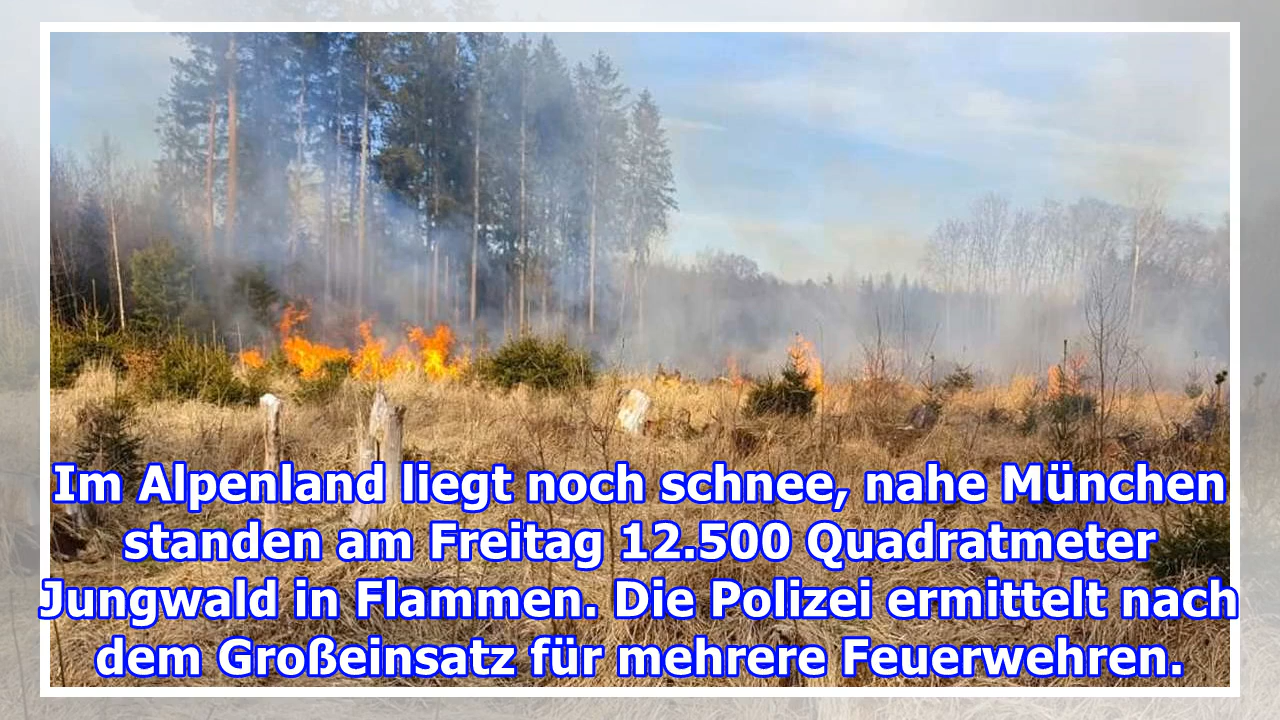 Im Alpenland liegt noch schnee, nahe München
standen am Freitag 12.500 Quadratmeter
Jungwald in Flammen. Die Polizei ermittelt nach
dem Großeinsatz für mehrere Feuerwehren.